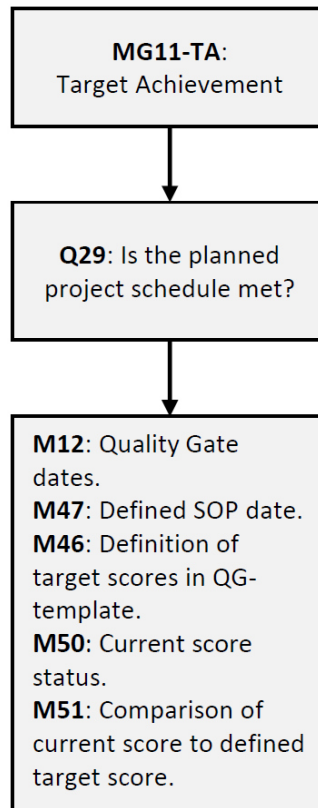 MG11-TA:
Target Achievement
Q29: Is the planned
project schedule met?
M12: Quality Gate
dates.
M47: Defined SOP date.
M46: Definition of
target scores in QG-
template.
M50: Current score
status.
M51: Comparison of
current score to defined
target score.